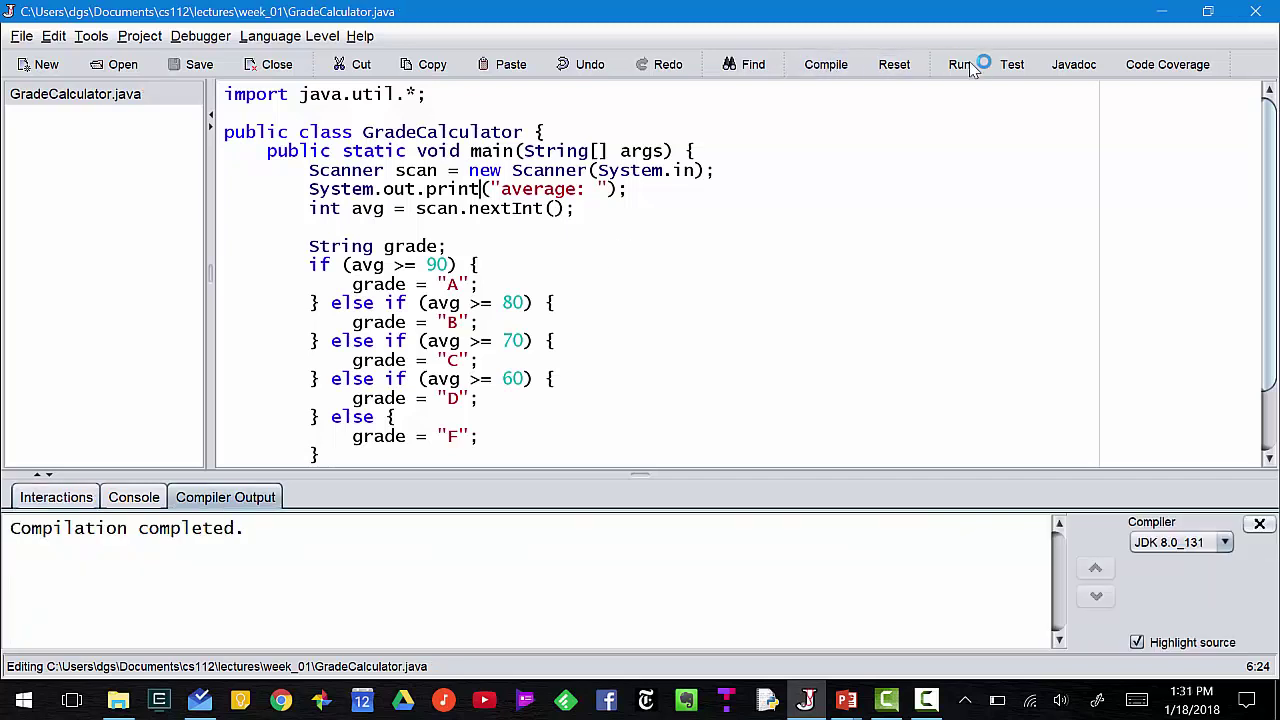 C:\Users\dgs\Documents\cs112\lectures\week_01\GradeCalculator.java
File Edit Tools Project Debugger Language Level Help
New Open Save Close Cut Copy Paste Undo Redo Find Compile Reset Run Test Javadoc Code Coverage
GradeCalculator.java
import java.util.*;
public class GradeCalculator {
public static void main(String[] args) {
Scanner scan = new Scanner(System.in);
System.out.print("average: ");
int avg = scan.nextInt();
String grade;
if (avg >= 90) {
grade = "A";
} else if (avg >= 80) {
grade = "B";
} else if (avg >= 70) {
grade = "C";
} else if (avg >= 60) {
grade = "D";
} else {
grade = "F";
}
Interactions Console Compiler Output
Compilation completed.
Compiler
JDK 8.0_131
Highlight source
Editing C:\Users\dgs\Documents\cs112\lectures\week_01\GradeCalculator.java 6:24
12
1:31 PM
1/18/2018